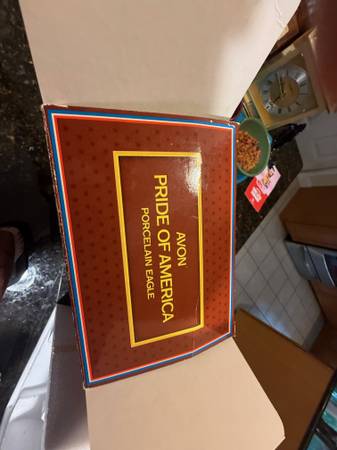 AVON
PRIDE OF AMERICA
PORCELAIN EAGLE